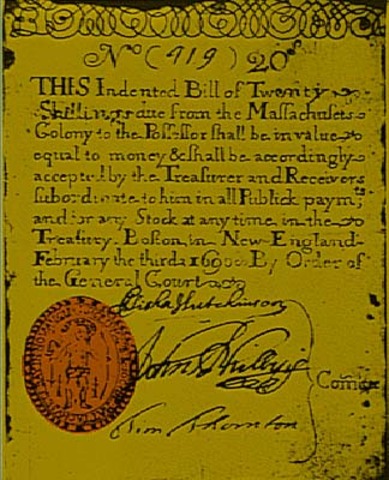 No (919) 20s
THIS Indented Bill of Twenty
Shillings due from the Massachusets
Colony to the Possessor shall be in value
equal to money & shall be accordingly
accepted by the Treasurer and Receivers
subordinate to him in all Publick paymts
and for any Stock at any time in the
Treasury. Boston in New-England
February the third 1690 By Order of
the General Court
Elisha Hutchinson
John Phillips
Tim Thornton